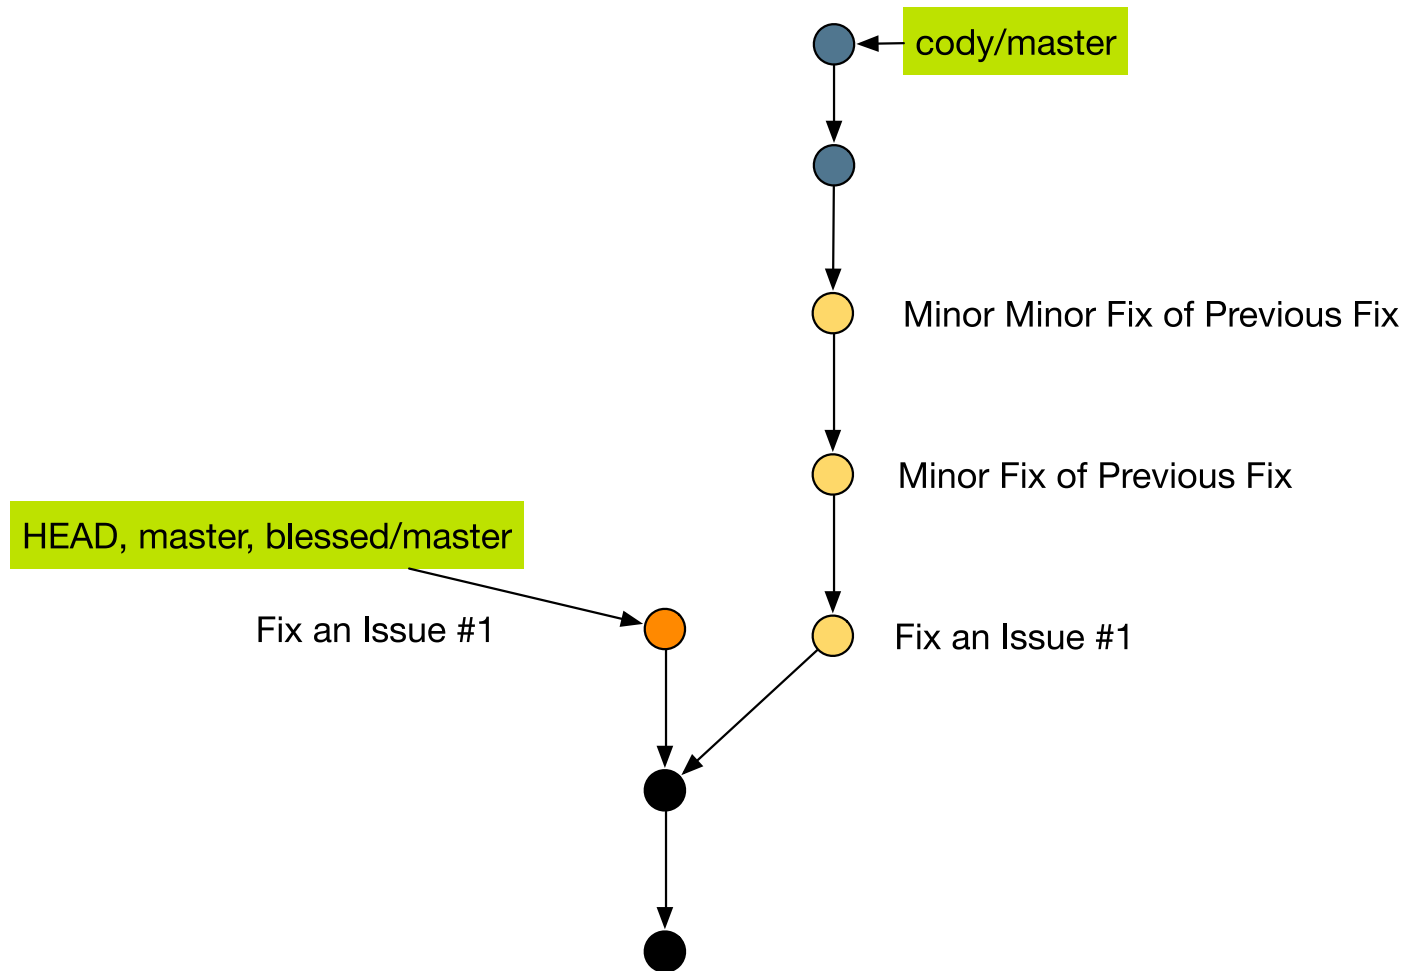 cody/master
Minor Minor Fix of Previous Fix
Minor Fix of Previous Fix
HEAD, master, blessed/master
Fix an Issue #1
Fix an Issue #1